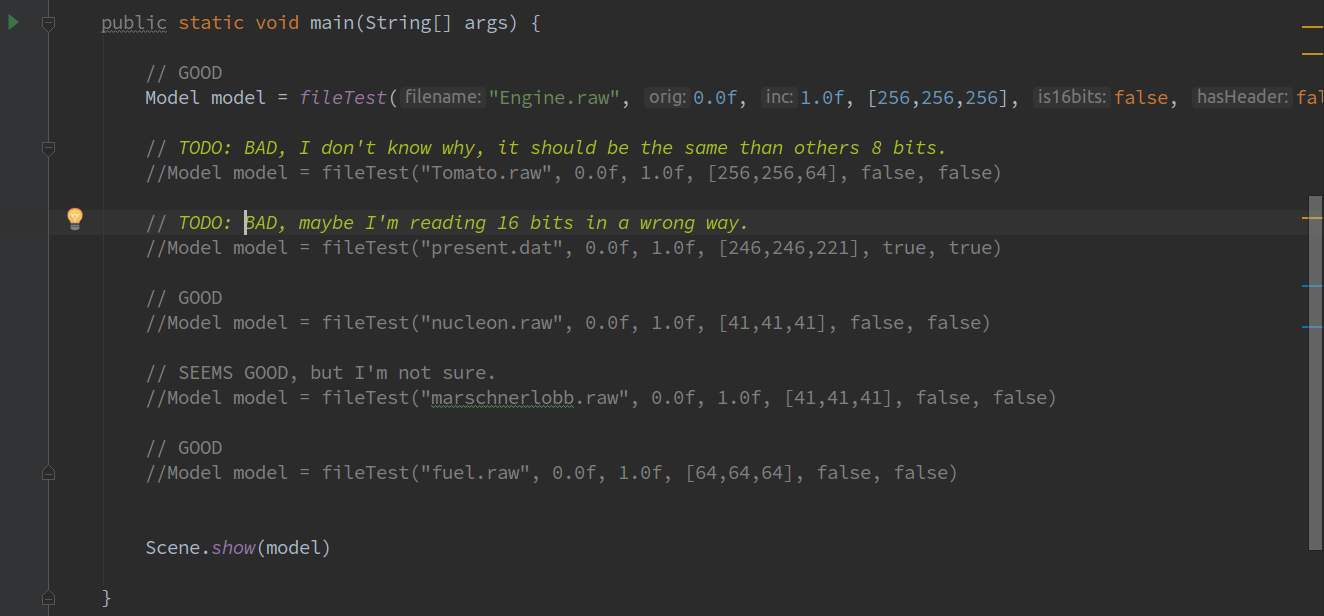 public static void main(String[] args) {
// GOOD
Model model = fileTest( filename: "Engine.raw", orig: 0.0f, inc: 1.0f, [256,256,256], is16bits: false, hasHeader:
// TODO: BAD, I don't know why, it should be the same than others 8 bits.
//Model model = fileTest("Tomato.raw", 0.0f, 1.0f, [256,256,64], false, false)
// TODO: BAD, maybe I'm reading 16 bits in a wrong way.
//Model model = fileTest("present.dat", 0.0f, 1.0f, [246,246,221], true, true)
// GOOD
//Model model = fileTest("nucleon.raw", 0.0f, 1.0f, [41,41,41], false, false)
// SEEMS GOOD, but I'm not sure.
//Model model = fileTest("marschnerlobb.raw", 0.0f, 1.0f, [41,41,41], false, false)
// GOOD
//Model model = fileTest("fuel.raw", 0.0f, 1.0f, [64,64,64], false, false)
Scene.show(model)
}